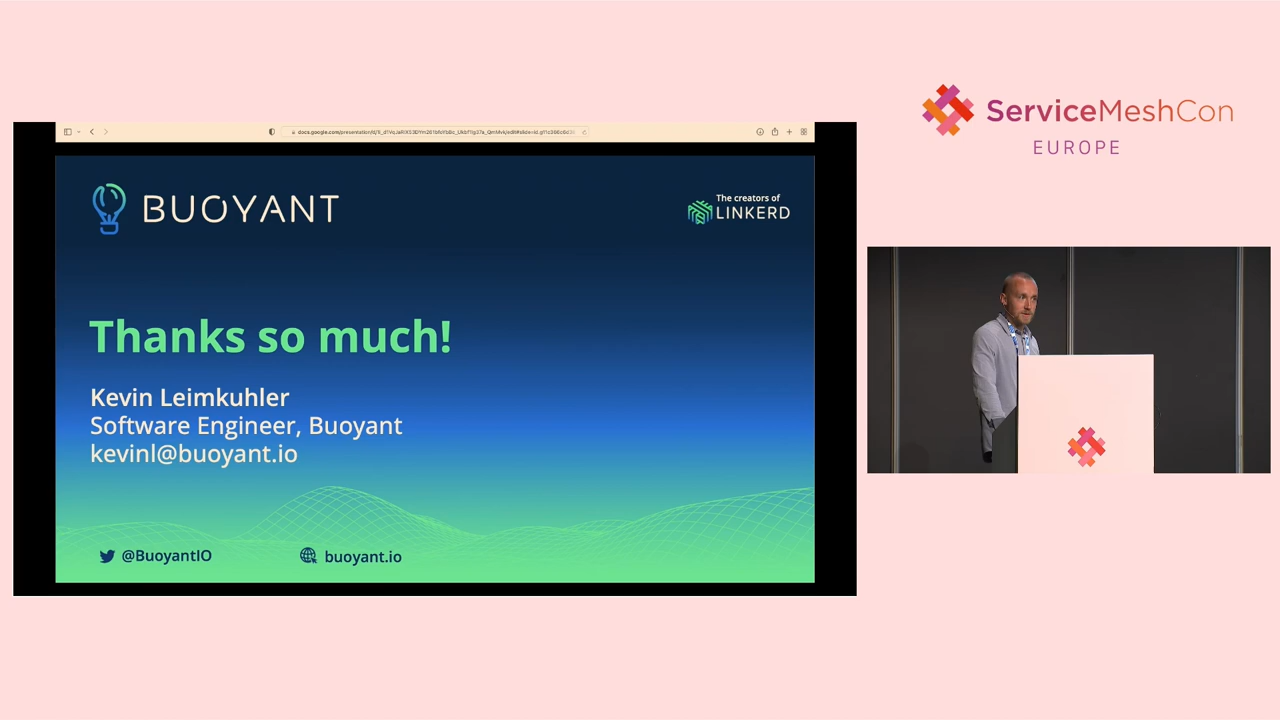 ServiceMeshCon
EUROPE
BUOYANT
The creators of
LINKERD
Thanks so much!
Kevin Leimkuhler
Software Engineer, Buoyant
kevinl@buoyant.io
@BuoyantIO
buoyant.io